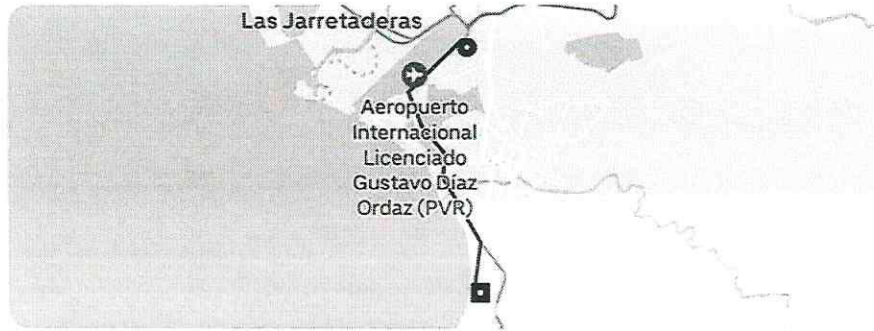 Las Jarretaderas
Aeropuerto
Internacional
Licenciado
Gustavo Díaz
Ordaz (PVR)